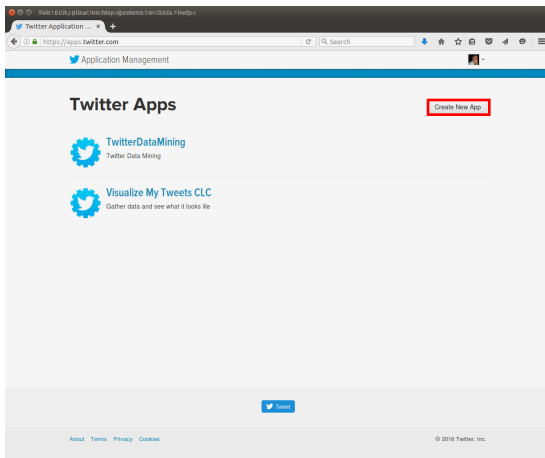 Twitter Application ... × +
https://apps.twitter.com Search
Application Management
Twitter Apps
Create New App
TwitterDataMining
Twitter Data Mining
Visualize My Tweets CLC
Gather data and see what it looks lile
Tweet
About Terms Privacy Cookies © 2016 Twitter, Inc.